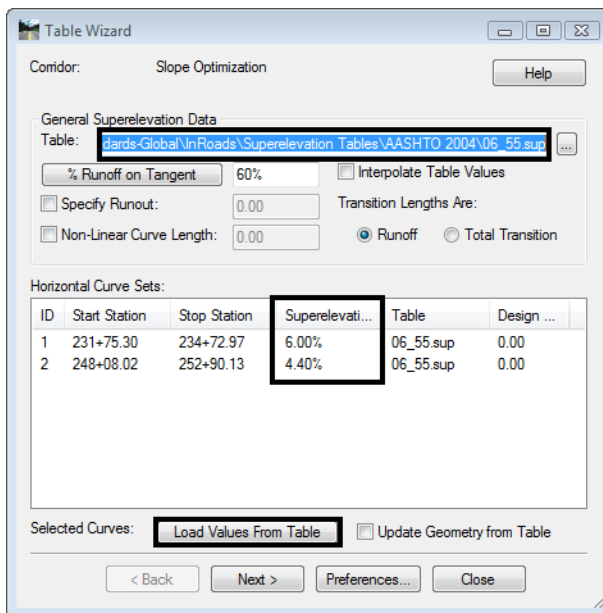 Table Wizard
Corridor: Slope Optimization
Help
General Superelevation Data
Table: dards-Global\InRoads\Superelevation Tables\AASHTO 2004\06_55.sup ...
% Runoff on Tangent 60% Interpolate Table Values
Specify Runout: 0.00 Transition Lengths Are:
Non-Linear Curve Length: 0.00 Runoff Total Transition
Horizontal Curve Sets:
ID Start Station Stop Station Superelevati... Table Design ...
1 231+75.30 234+72.97 6.00% 06_55.sup 0.00
2 248+08.02 252+90.13 4.40% 06_55.sup 0.00
Selected Curves: Load Values From Table Update Geometry from Table
< Back Next > Preferences... Close